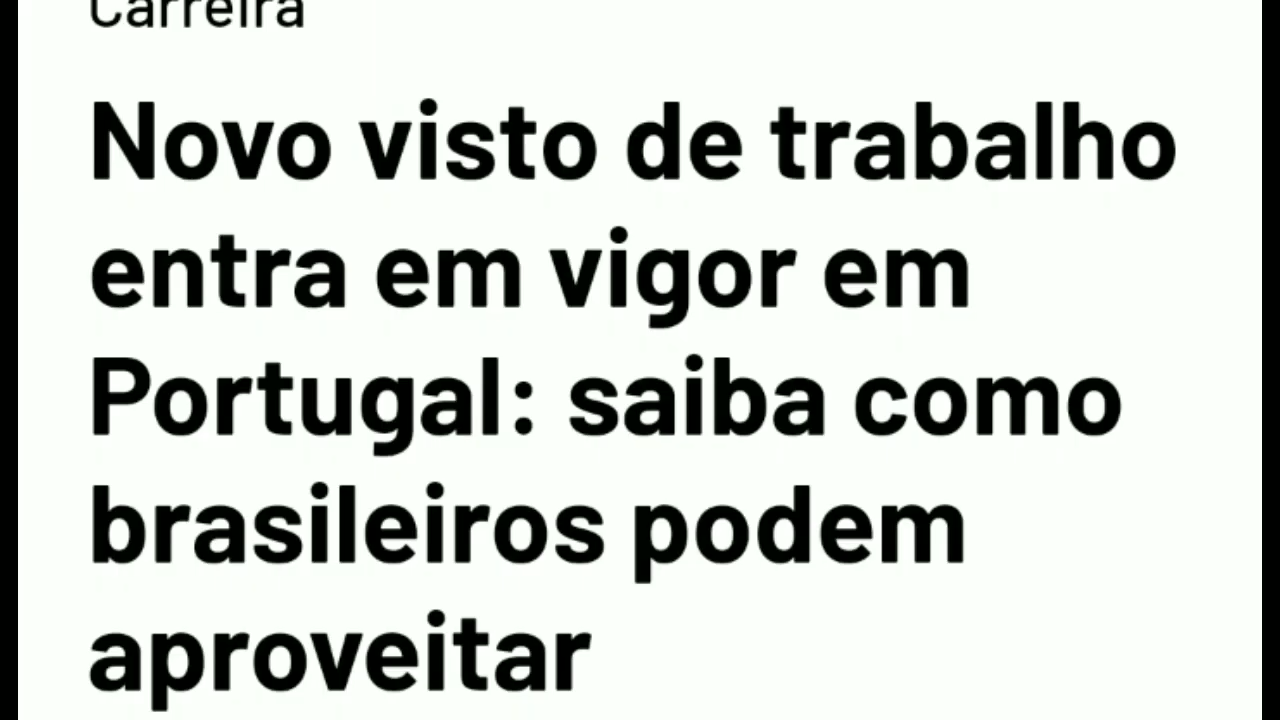 Carreira
Novo visto de trabalho
entra em vigor em
Portugal: saiba como
brasileiros podem
aproveitar